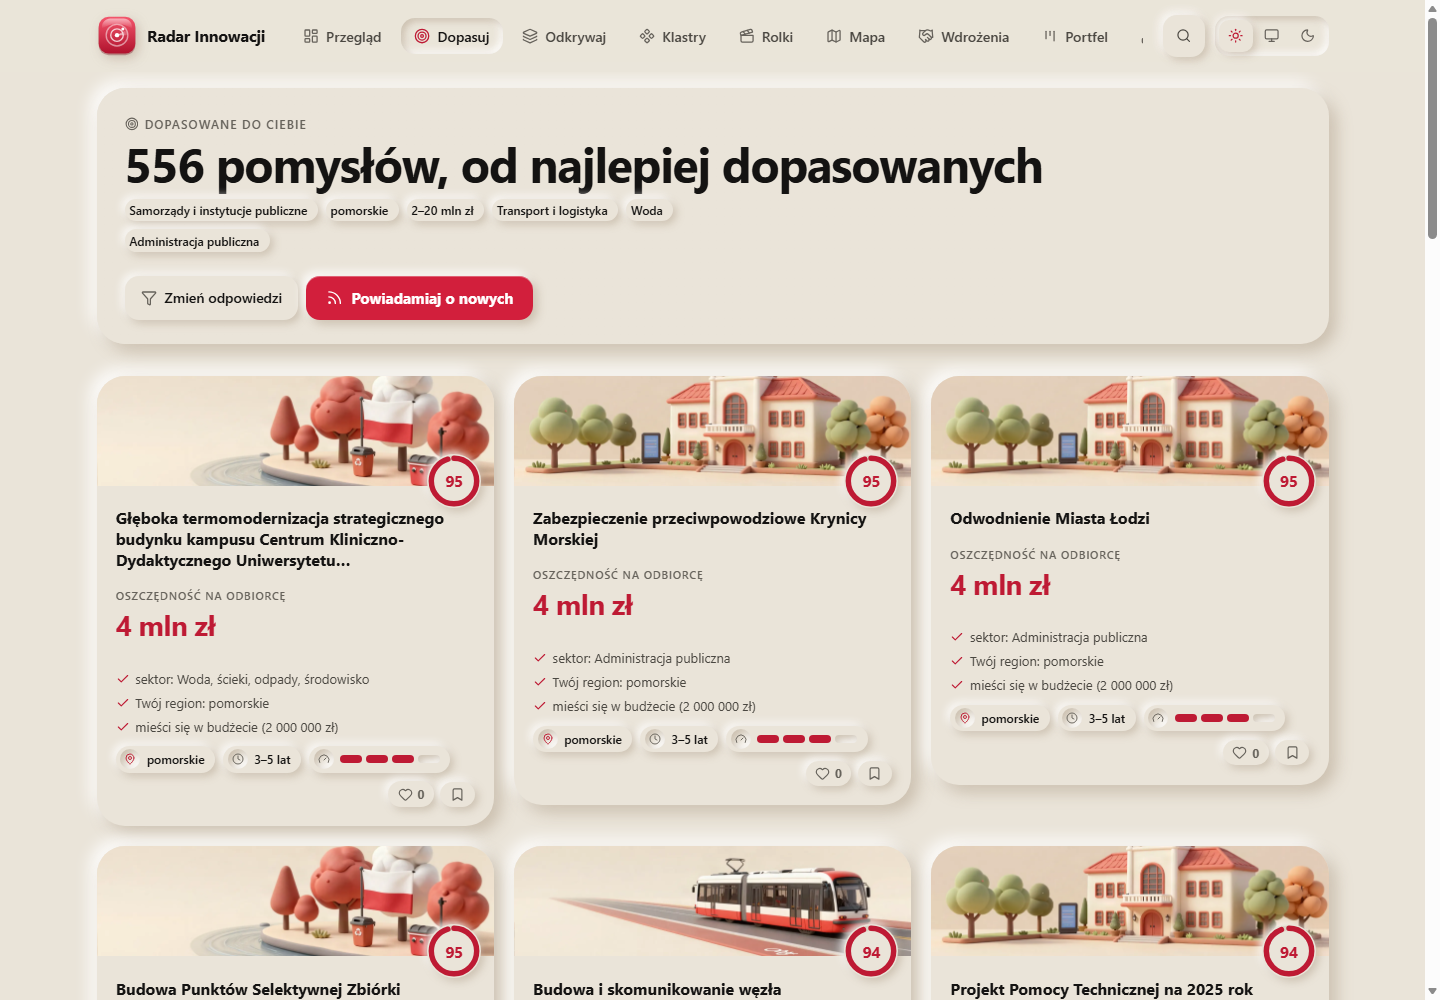 Radar Innowacji
Przegląd
Dopasuj
Odkrywaj
Klastry
Rolki
Mapa
Wdrożenia
Portfel
DOPASOWANE DO CIEBIE
556 pomysłów, od najlepiej dopasowanych
Samorządy i instytucje publiczne
pomorskie
2–20 mln zł
Transport i logistyka
Woda
Administracja publiczna
Zmień odpowiedzi
Powiadamiaj o nowych
95
Głęboka termomodernizacja strategicznego
budynku kampusu Centrum Kliniczno-
Dydaktycznego Uniwersytetu...
OSZCZĘDNOŚĆ NA ODBIORCĘ
4 mln zł
sektor: Woda, ścieki, odpady, środowisko
Twój region: pomorskie
mieści się w budżecie (2 000 000 zł)
pomorskie
3–5 lat
0
95
Zabezpieczenie przeciwpowodziowe Krynicy
Morskiej
OSZCZĘDNOŚĆ NA ODBIORCĘ
4 mln zł
sektor: Administracja publiczna
Twój region: pomorskie
mieści się w budżecie (2 000 000 zł)
pomorskie
3–5 lat
0
95
Odwodnienie Miasta Łodzi
OSZCZĘDNOŚĆ NA ODBIORCĘ
4 mln zł
sektor: Administracja publiczna
Twój region: pomorskie
mieści się w budżecie (2 000 000 zł)
pomorskie
3–5 lat
0
95
Budowa Punktów Selektywnej Zbiórki
94
Budowa i skomunikowanie węzła
94
Projekt Pomocy Technicznej na 2025 rok